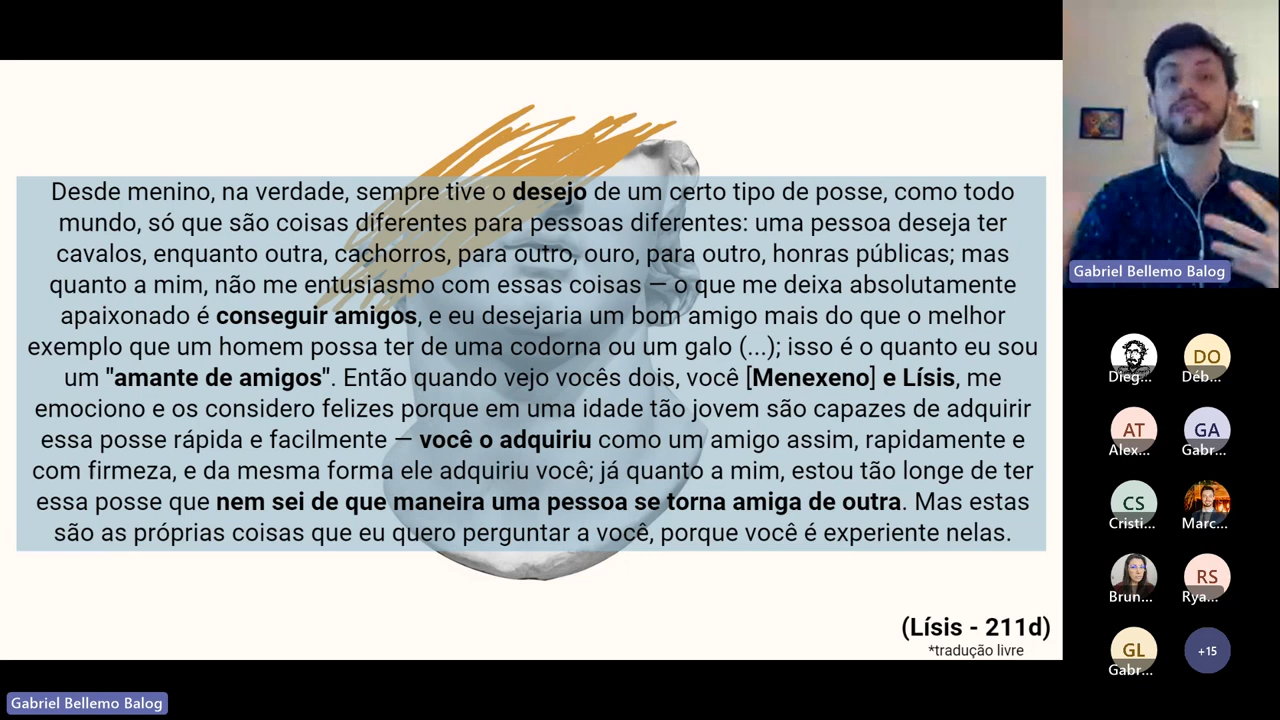 Desde menino, na verdade, sempre tive o desejo de um certo tipo de posse, como todo
mundo, só que são coisas diferentes para pessoas diferentes: uma pessoa deseja ter
cavalos, enquanto outra, cachorros, para outro, ouro, para outro, honras públicas; mas
quanto a mim, não me entusiasmo com essas coisas — o que me deixa absolutamente
apaixonado é conseguir amigos, e eu desejaria um bom amigo mais do que o melhor
exemplo que um homem possa ter de uma codorna ou um galo (...); isso é o quanto eu sou
um "amante de amigos". Então quando vejo vocês dois, você [Menexeno] e Lísis, me
emociono e os considero felizes porque em uma idade tão jovem são capazes de adquirir
essa posse rápida e facilmente — você o adquiriu como um amigo assim, rapidamente e
com firmeza, e da mesma forma ele adquiriu você; já quanto a mim, estou tão longe de ter
essa posse que nem sei de que maneira uma pessoa se torna amiga de outra. Mas estas
são as próprias coisas que eu quero perguntar a você, porque você é experiente nelas.
(Lísis - 211d)
*tradução livre
Gabriel Bellemo Balog
Gabriel Bellemo Balog
Dieg...
DO
Déb...
AT
Alex...
GA
Gabr...
CS
Cristi...
Marc...
Brun...
RS
Rya...
GL
Gabr...
+15